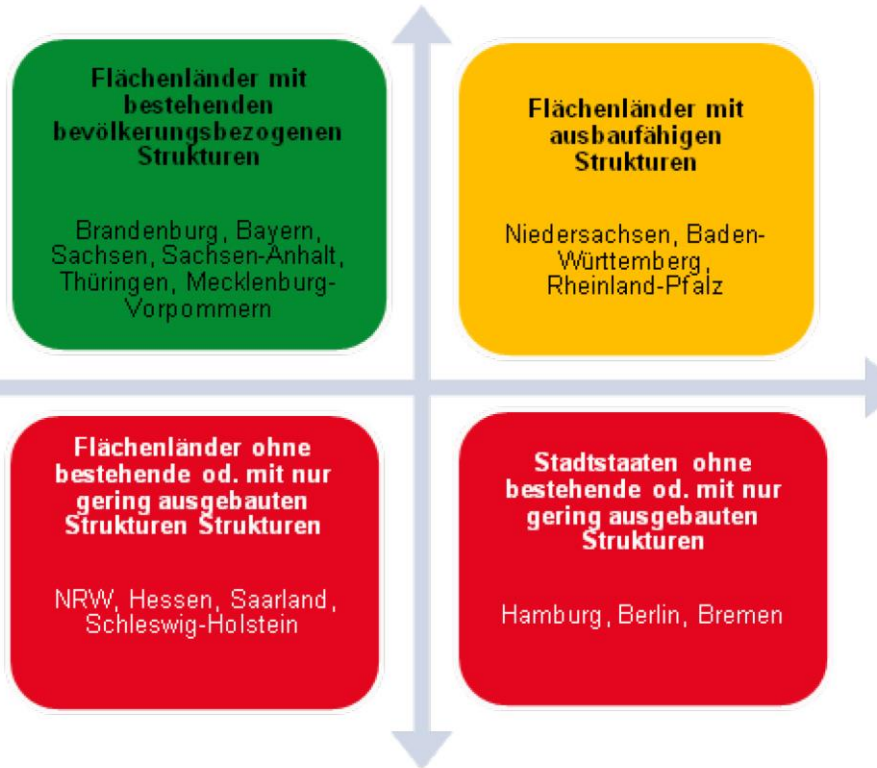 Flächenländer mit
bestehenden
bevölkerungsbezogenen
Strukturen
Brandenburg, Bayern,
Sachsen, Sachsen-Anhalt,
Thüringen, Mecklenburg-
Vorpommern
Flächenländer mit
ausbaufähigen
Strukturen
Niedersachsen, Baden-
Württemberg,
Rheinland-Pfalz
Flächenländer ohne
bestehende od. mit nur
gering ausgebauten
Strukturen Strukturen
NRW, Hessen, Saarland,
Schleswig-Holstein
Stadtstaaten ohne
bestehende od. mit nur
gering ausgebauten
Strukturen
Hamburg, Berlin, Bremen